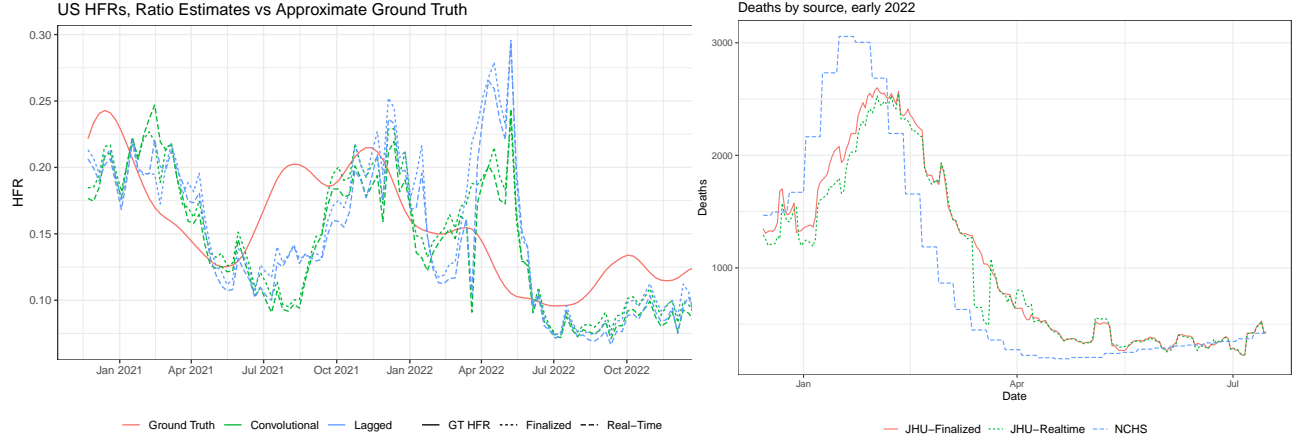 US HFRs, Ratio Estimates vs Approximate Ground Truth
HFR
0.30
0.25
0.20
0.15
0.10
Jan 2021
Apr 2021
Jul 2021
Oct 2021
Jan 2022
Apr 2022
Jul 2022
Oct 2022
Ground Truth
Convolutional
Lagged
GT HFR
Finalized
Real−Time
Deaths by source, early 2022
Deaths
3000
2000
1000
Jan
Apr
Jul
Date
JHU−Finalized
JHU−Realtime
NCHS